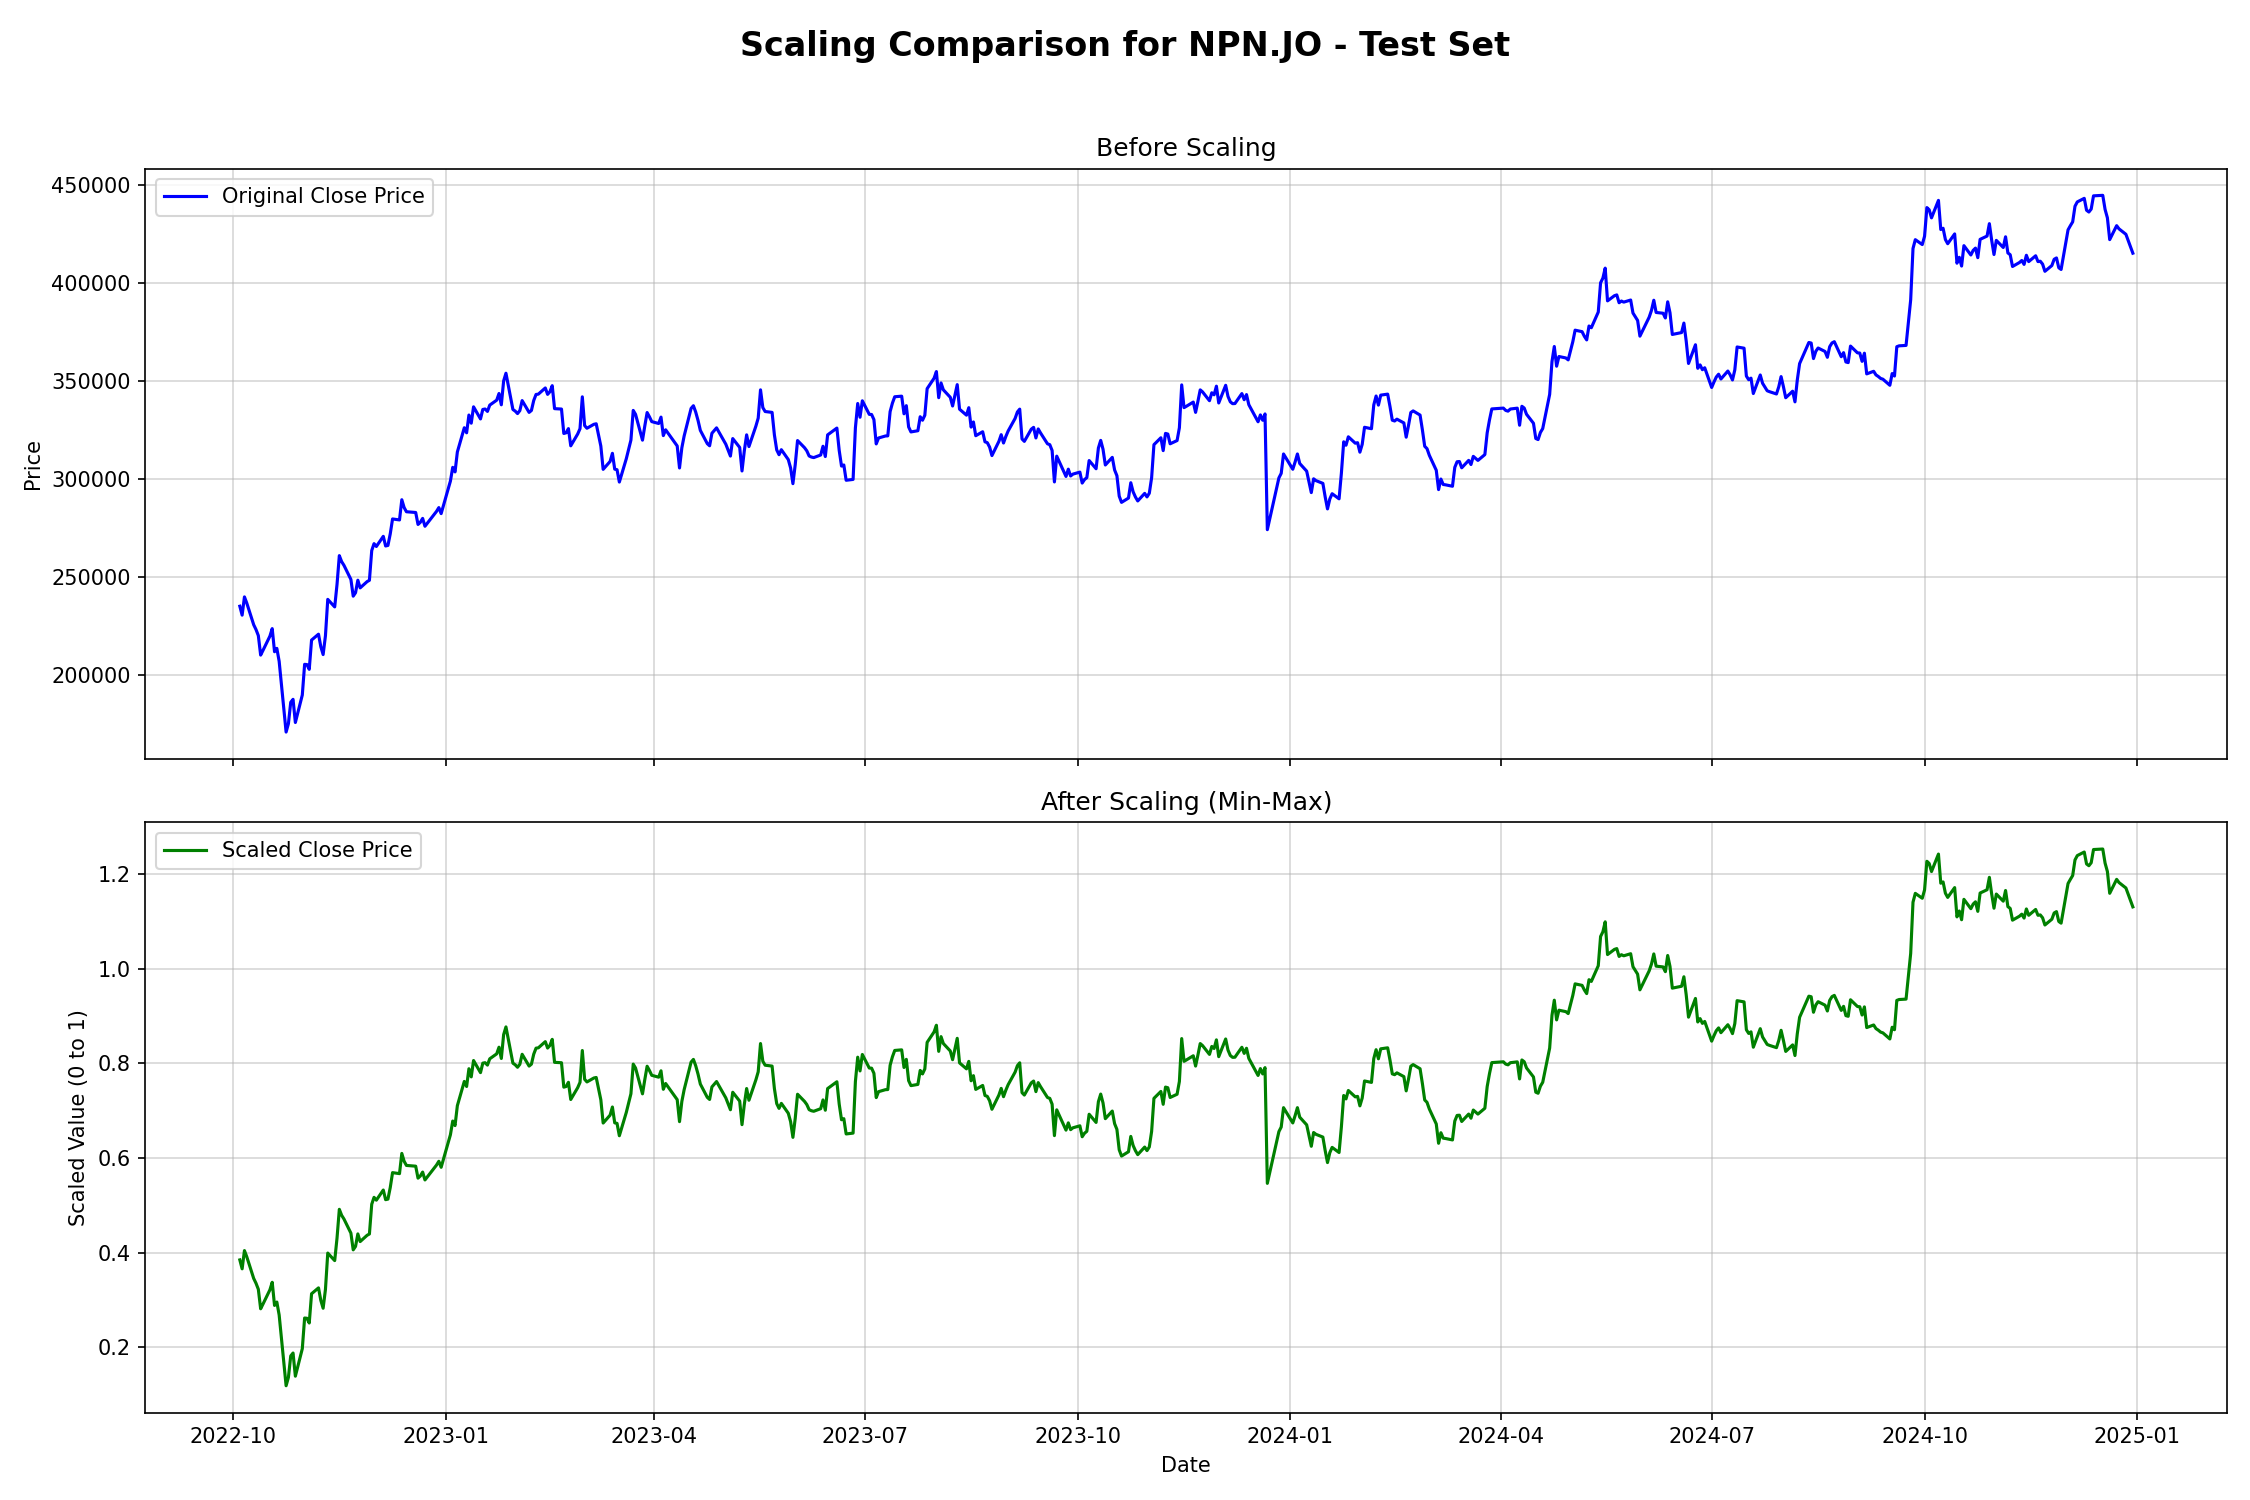 Scaling Comparison for NPN.JO - Test Set
Before Scaling
Original Close Price
Price
450000
400000
350000
300000
250000
200000
After Scaling (Min-Max)
Scaled Close Price
Scaled Value (0 to 1)
1.2
1.0
0.8
0.6
0.4
0.2
2022-10 2023-01 2023-04 2023-07 2023-10 2024-01 2024-04 2024-07 2024-10 2025-01
Date